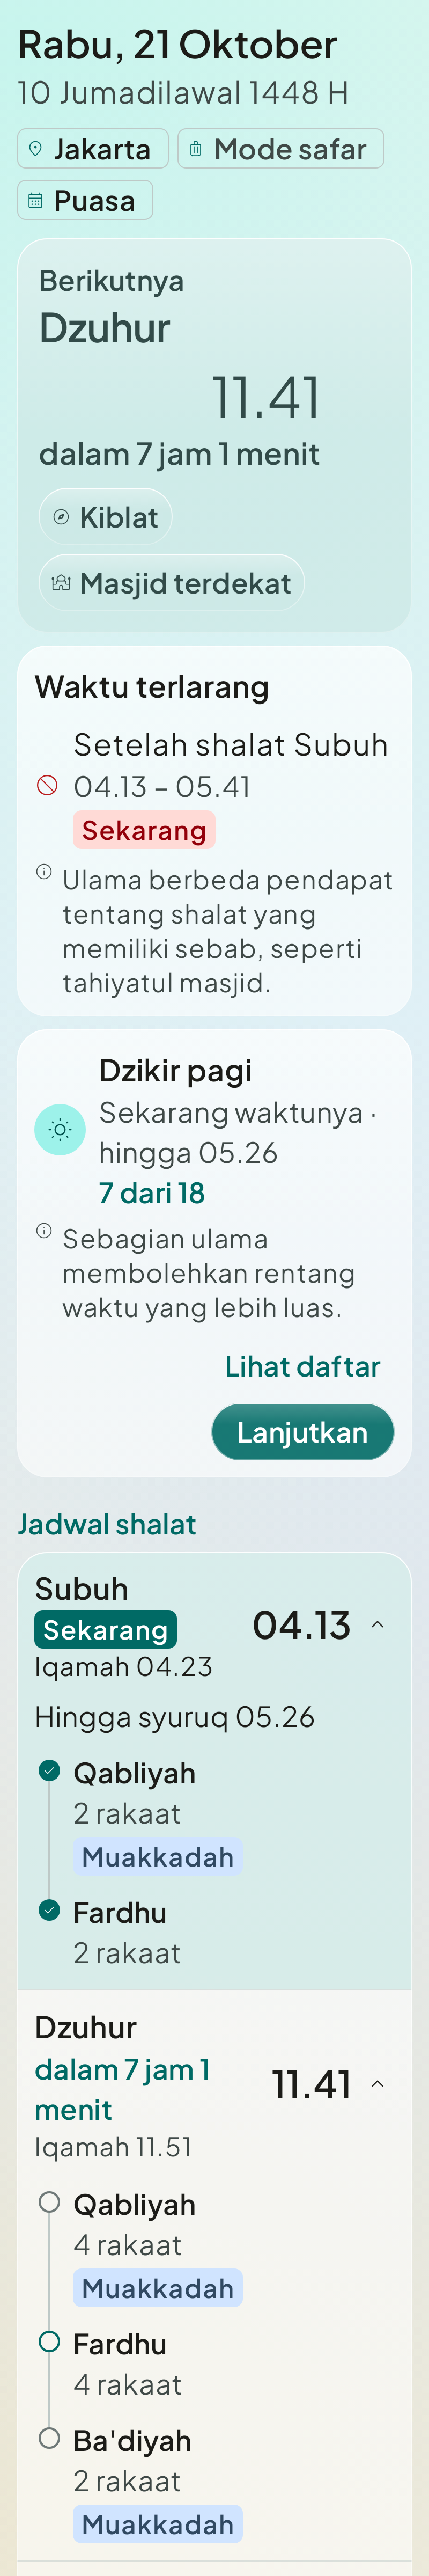 Rabu, 21 Oktober
10 Jumadilawal 1448 H
Jakarta
Mode safar
Puasa
Berikutnya
Dzuhur
11.41
dalam 7 jam 1 menit
Kiblat
Masjid terdekat
Waktu terlarang
Setelah shalat Subuh
04.13 – 05.41
Sekarang
Ulama berbeda pendapat
tentang shalat yang
memiliki sebab, seperti
tahiyatul masjid.
Dzikir pagi
Sekarang waktunya ·
hingga 05.26
7 dari 18
Sebagian ulama
membolehkan rentang
waktu yang lebih luas.
Lihat daftar
Lanjutkan
Jadwal shalat
Subuh
Sekarang
04.13
Iqamah 04.23
Hingga syuruq 05.26
Qabliyah
2 rakaat
Muakkadah
Fardhu
2 rakaat
Dzuhur
dalam 7 jam 1
menit
11.41
Iqamah 11.51
Qabliyah
4 rakaat
Muakkadah
Fardhu
4 rakaat
Ba'diyah
2 rakaat
Muakkadah